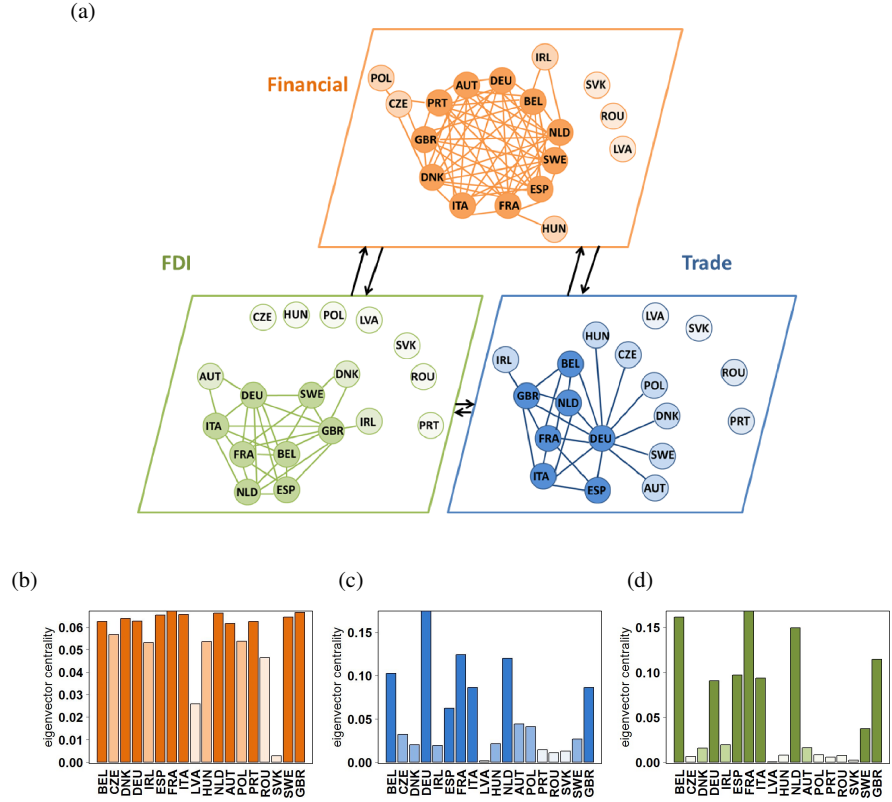 (a)
Financial
POL
CZE
PRT
AUT
DEU
IRL
BEL
SVK
ROU
LVA
GBR
NLD
SWE
DNK
ESP
ITA
FRA
HUN
FDI
Trade
CZE
HUN
POL
LVA
SVK
ROU
PRT
AUT
DEU
SWE
DNK
ITA
GBR
IRL
FRA
BEL
NLD
ESP
LVA
SVK
HUN
CZE
IRL
BEL
POL
ROU
GBR
NLD
DNK
PRT
FRA
DEU
SWE
ITA
ESP
AUT
(b)
eigenvector centrality
0.06
0.05
0.04
0.03
0.02
0.01
0.00
BEL CZE DNK DEU IRL ESP FRA ITA LVA HUN NLD AUT POL PRT ROU SVK SWE GBR
(c)
eigenvector centrality
0.15
0.10
0.05
0.00
BEL CZE DNK DEU IRL ESP FRA ITA LVA HUN NLD AUT POL PRT ROU SVK SWE GBR
(d)
eigenvector centrality
0.15
0.10
0.05
0.00
BEL CZE DNK DEU IRL ESP FRA ITA LVA HUN NLD AUT POL PRT ROU SVK SWE GBR